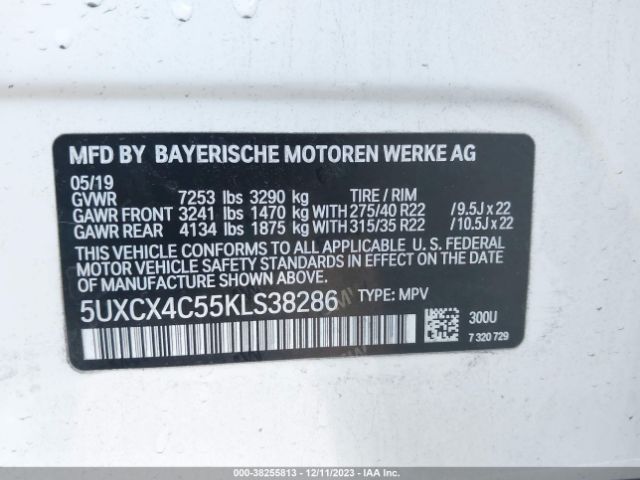 MFD BY BAYERISCHE MOTOREN WERKE AG
05/19
GVWR 7253 lbs 3290 kg TIRE / RIM
GAWR FRONT 3241 lbs 1470 kg WITH 275/40 R22 /9.5J x 22
GAWR REAR 4134 lbs 1875 kg WITH 315/35 R22 /10.5J x 22
THIS VEHICLE CONFORMS TO ALL APPLICABLE U. S. FEDERAL
MOTOR VEHICLE SAFETY STANDARDS IN EFFECT ON THE DATE
OF MANUFACTURE SHOWN ABOVE.
5UXCX4C55KLS38286 TYPE: MPV
300U
7 320 729
000-38255813 - 12/11/2023 - IAAI.COM